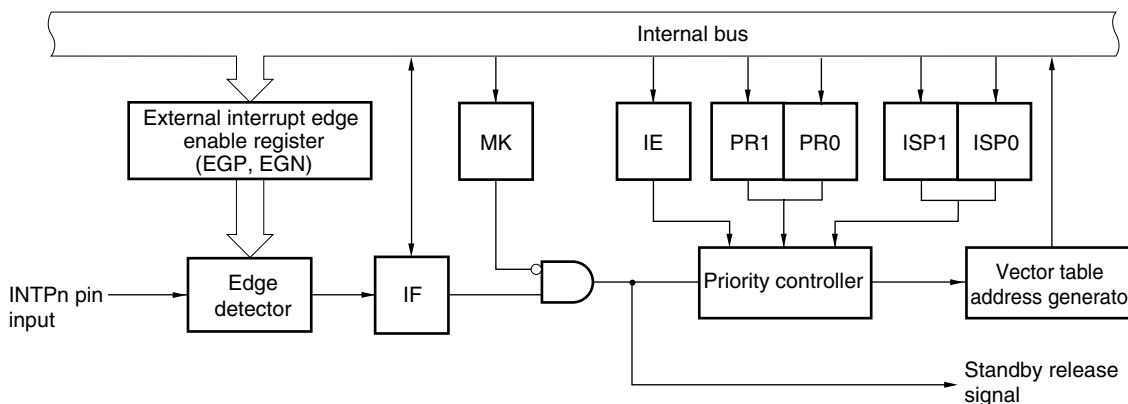 Internal bus
External interrupt edge
enable register
(EGP, EGN)
MK
IE
PR1
PR0
ISP1
ISP0
INTPn pin
input
Edge
detector
IF
Priority controller
Vector table
address generato
Standby release
signal